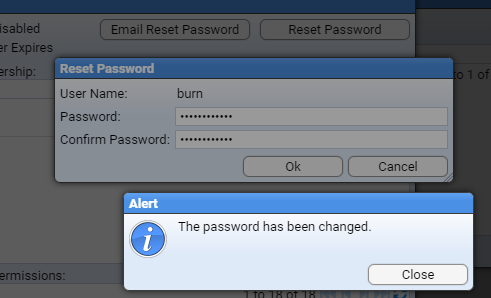 isabled
Email Reset Password
Reset Password
er Expires
ership:
Reset Password
to 1 of
User Name: burn
Password: ••••••••••••
Confirm Password: ••••••••••••
Ok
Cancel
Alert
The password has been changed.
Close
ermissions:
1 to 18 of 18